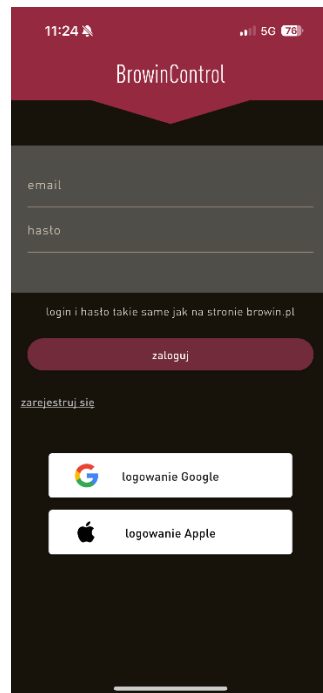 11:24 5G 76
BrowinControl
email
hasło
login i hasło takie same jak na stronie browin.pl
zaloguj
zarejestruj się
logowanie Google
logowanie Apple